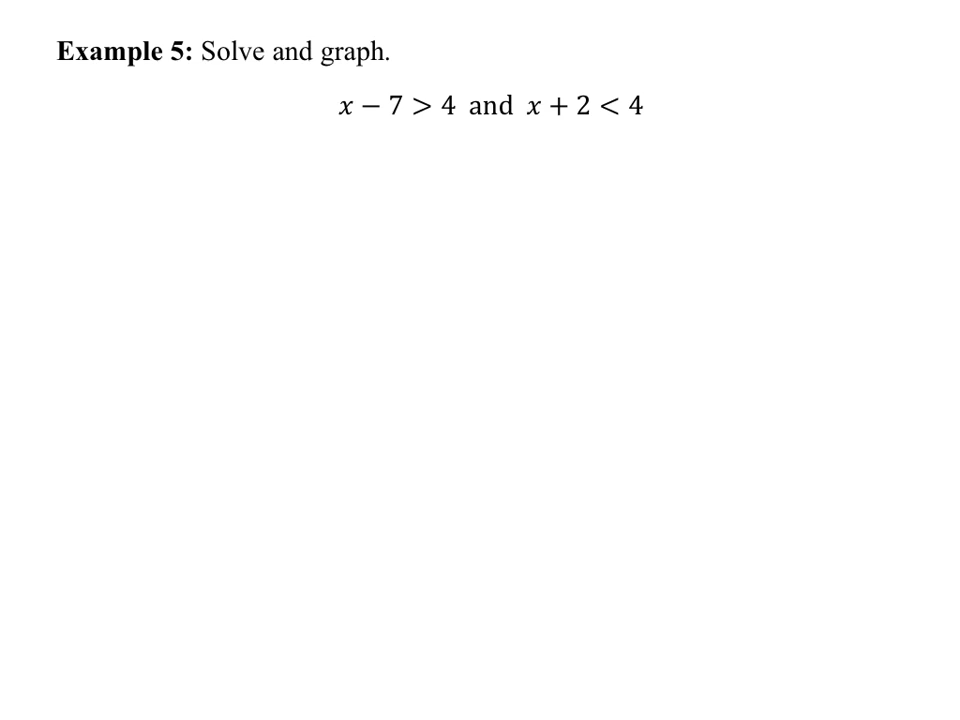 Example 5: Solve and graph.
x − 7 > 4 and x + 2 < 4